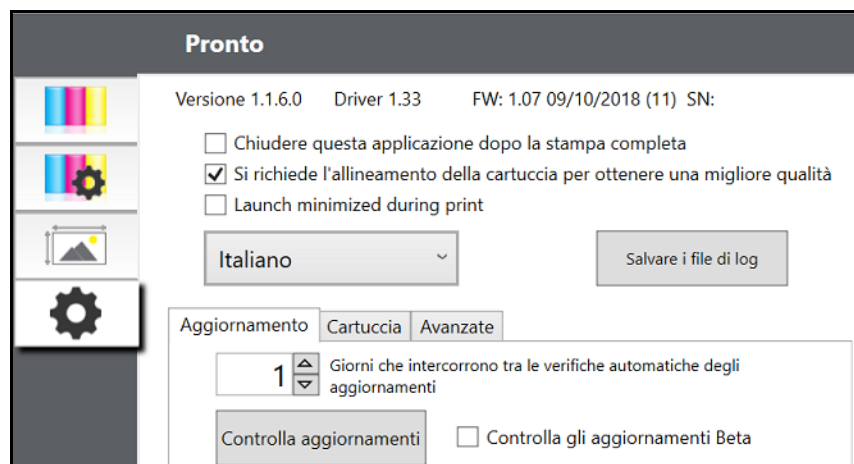 Pronto
Versione 1.1.6.0 Driver 1.33 FW: 1.07 09/10/2018 (11) SN:
Chiudere questa applicazione dopo la stampa completa
Si richiede l'allineamento della cartuccia per ottenere una migliore qualità
Launch minimized during print
Italiano
Salvare i file di log
Aggiornamento Cartuccia Avanzate
1
Giorni che intercorrono tra le verifiche automatiche degli
aggiornamenti
Controlla aggiornamenti
Controlla gli aggiornamenti Beta